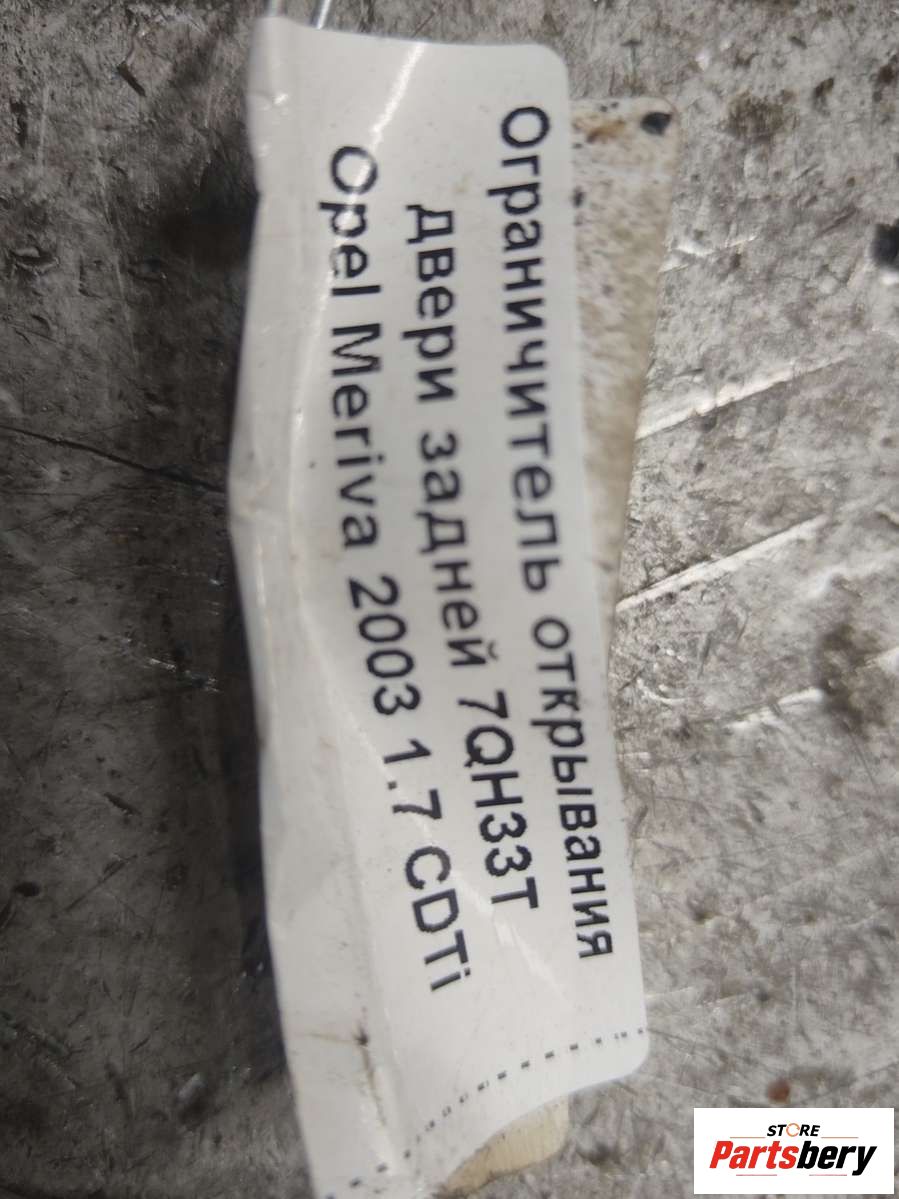 Ограничитель открывания
двери задней 7QH33T
Opel Meriva 2003 1.7 CDTi
STORE
Partsbery